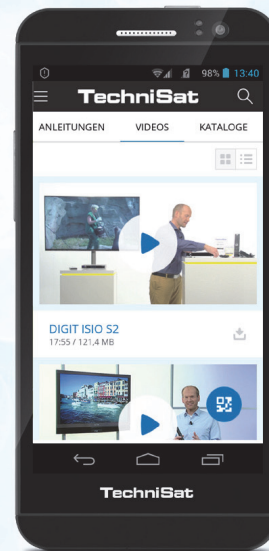 98% 13:40
TechniSat
ANLEITUNGEN VIDEOS KATALOGE
DIGIT ISIO S2
17:55 / 121,4 MB
TechniSat